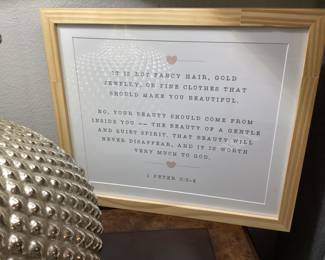 IT IS NOT FANCY HAIR, GOLD
JEWELRY, OR FINE CLOTHES THAT
SHOULD MAKE YOU BEAUTIFUL.
NO, YOUR BEAUTY SHOULD COME FROM
INSIDE YOU -- THE BEAUTY OF A GENTLE
AND QUIET SPIRIT. THAT BEAUTY WILL
NEVER DISAPPEAR, AND IT IS WORTH
VERY MUCH TO GOD.
1 PETER 3:3-4